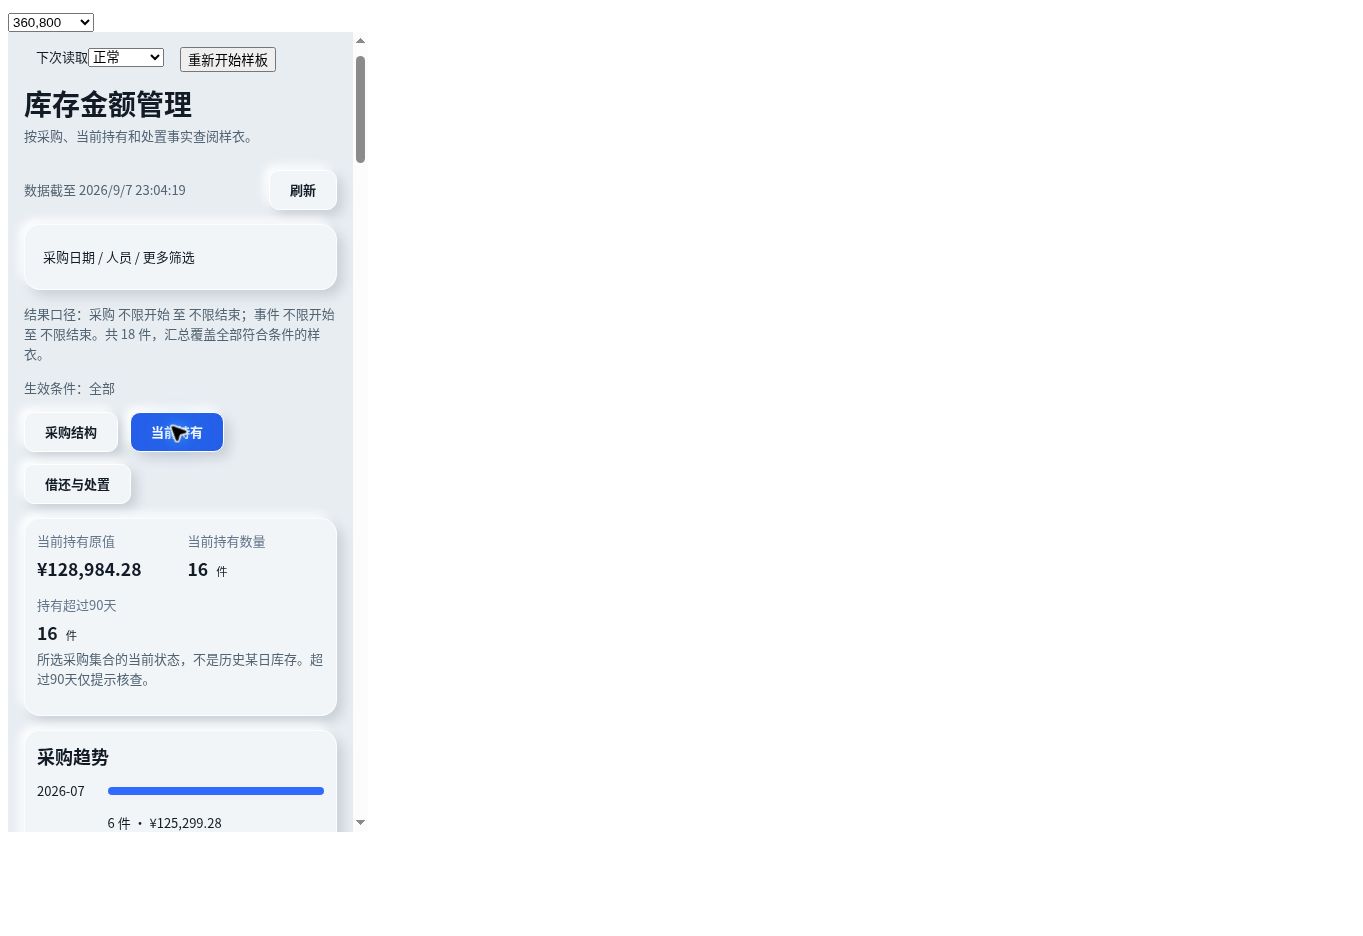 360,800
下次读取 正常 重新开始样板
库存金额管理
按采购、当前持有和处置事实查阅样衣。
数据截至 2026/9/7 23:04:19 刷新
采购日期 / 人员 / 更多筛选
结果口径：采购 不限开始 至 不限结束；事件 不限开始
至 不限结束。共 18 件，汇总覆盖全部符合条件的样
衣。
生效条件：全部
采购结构 当前持有
借还与处置
当前持有原值 当前持有数量
¥128,984.28 16 件
持有超过90天
16 件
所选采购集合的当前状态，不是历史某日库存。超
过90天仅提示核查。
采购趋势
2026-07
6 件 · ¥125,299.28